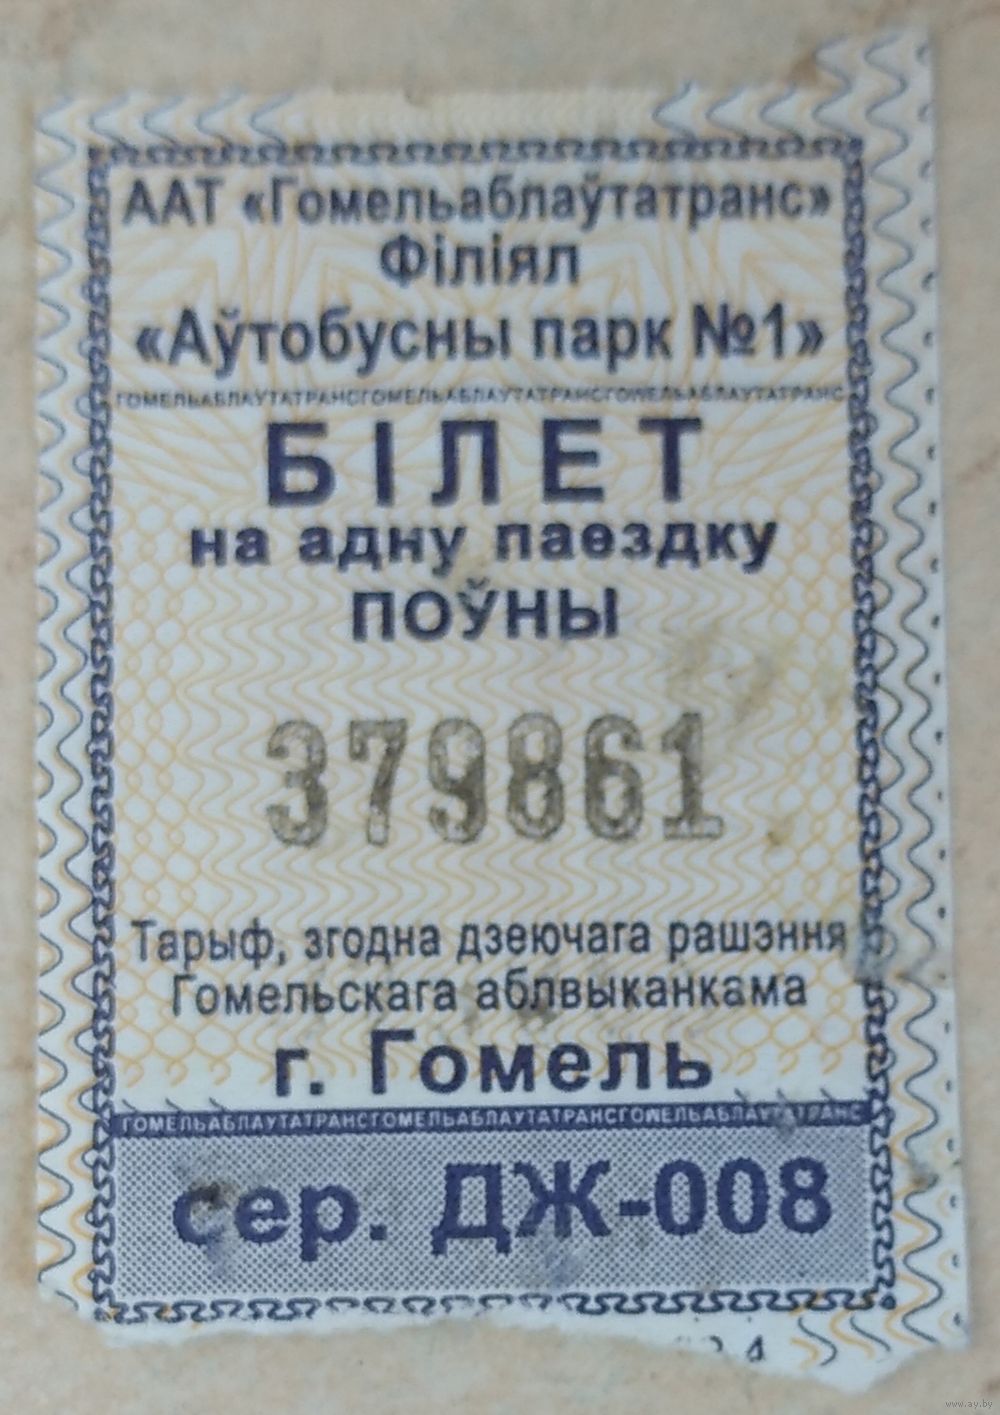 ААТ «Гомельаблаўтатранс»
Філіял
«Аўтобусны парк №1»
ГОМЕЛЬАБЛАУТАТРАНСГОМЕЛЬАБЛАУТАТРАНСГОМЕЛЬАБЛАУТАТРАНС
БІЛЕТ
на адну паездку
поўны
379861
Тарыф, згодна дзеючага рашэння
Гомельскага аблвыканкама
г. Гомель
ГОМЕЛЬАБЛАУТАТРАНСГОМЕЛЬАБЛАУТАТРАНСГОМЕЛЬАБЛАУТАТРАНС
сер. ДЖ-008
www.ay.by